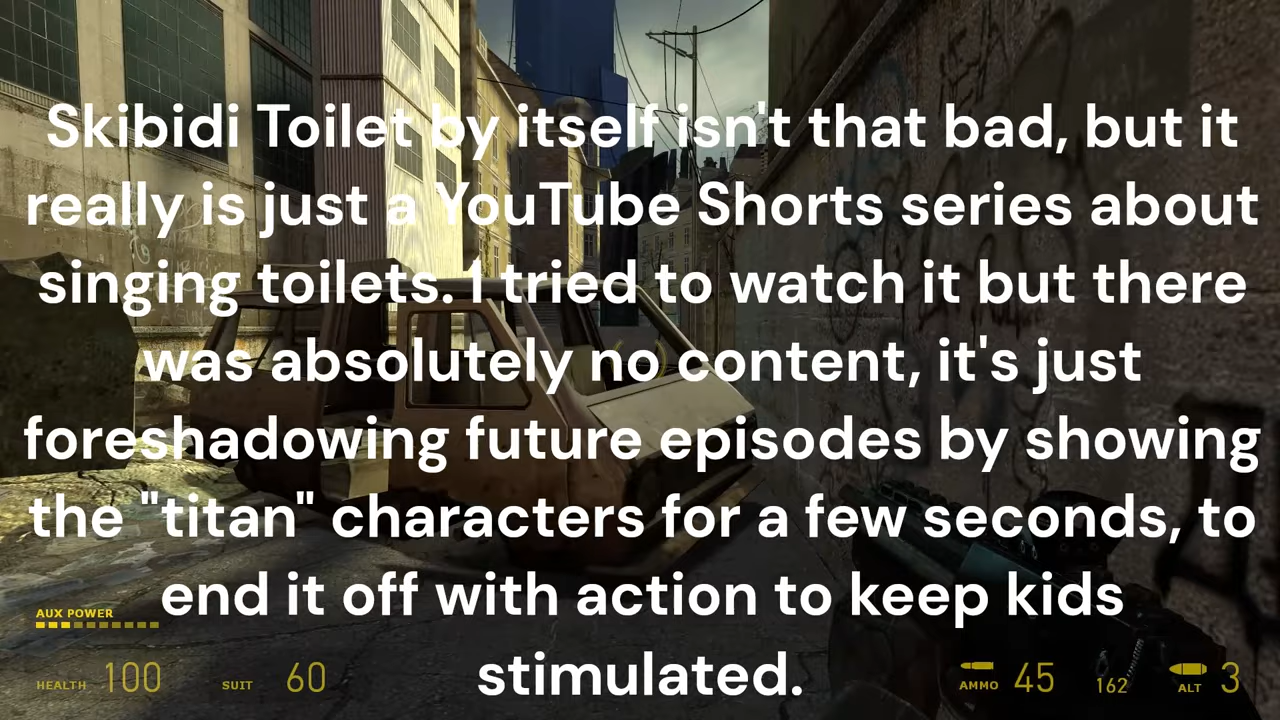 Skibidi Toilet by itself isn't that bad, but it
really is just a YouTube Shorts series about
singing toilets. I tried to watch it but there
was absolutely no content, it's just
foreshadowing future episodes by showing
the "titan" characters for a few seconds, to
end it off with action to keep kids
stimulated.
AUX POWER
HEALTH 100 SUIT 60 AMMO 45 162 ALT 3